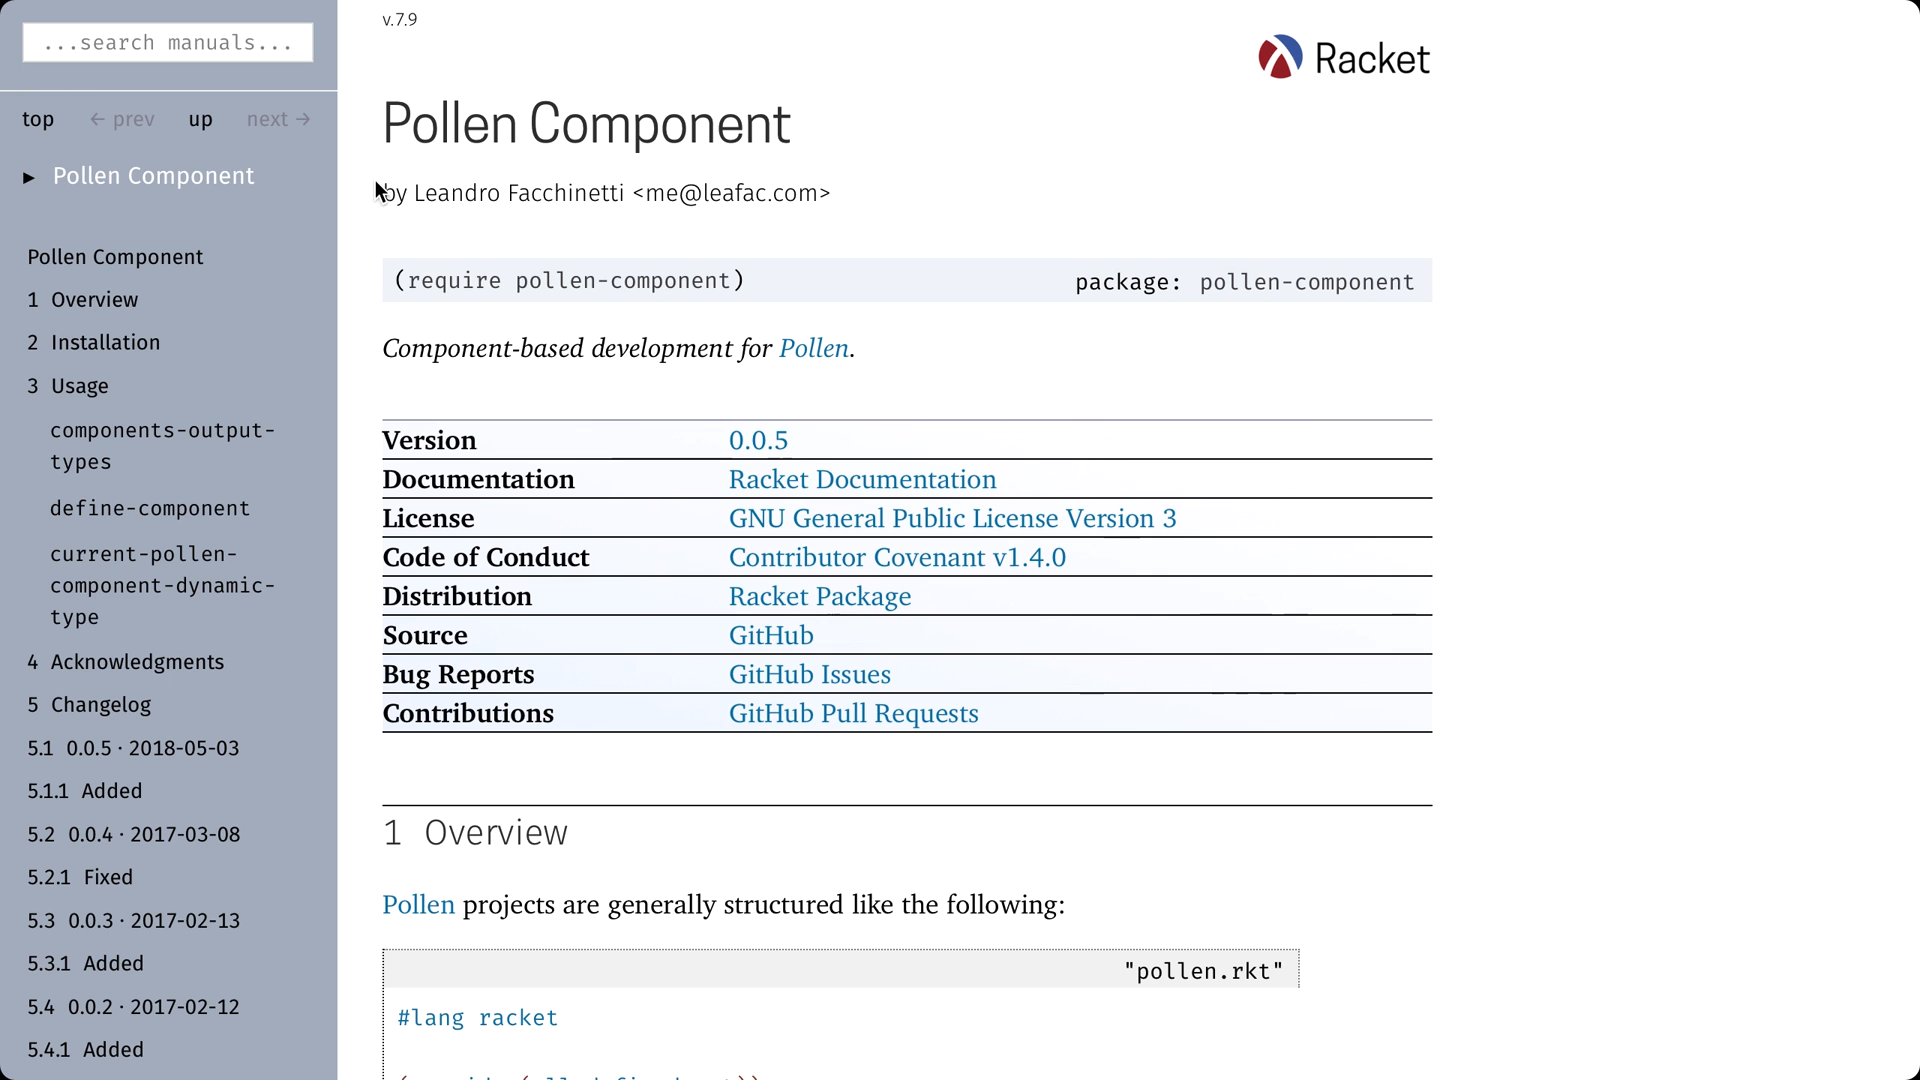 ...search manuals...
top ← prev up next →
► Pollen Component
Pollen Component
1 Overview
2 Installation
3 Usage
components-output-
types
define-component
current-pollen-
component-dynamic-
type
4 Acknowledgments
5 Changelog
5.1 0.0.5 · 2018-05-03
5.1.1 Added
5.2 0.0.4 · 2017-03-08
5.2.1 Fixed
5.3 0.0.3 · 2017-02-13
5.3.1 Added
5.4 0.0.2 · 2017-02-12
5.4.1 Added
v.7.9
Racket
Pollen Component
by Leandro Facchinetti <me@leafac.com>
(require pollen-component) package: pollen-component
Component-based development for Pollen.
Version 0.0.5
Documentation Racket Documentation
License GNU General Public License Version 3
Code of Conduct Contributor Covenant v1.4.0
Distribution Racket Package
Source GitHub
Bug Reports GitHub Issues
Contributions GitHub Pull Requests
1 Overview
Pollen projects are generally structured like the following:
"pollen.rkt"
#lang racket